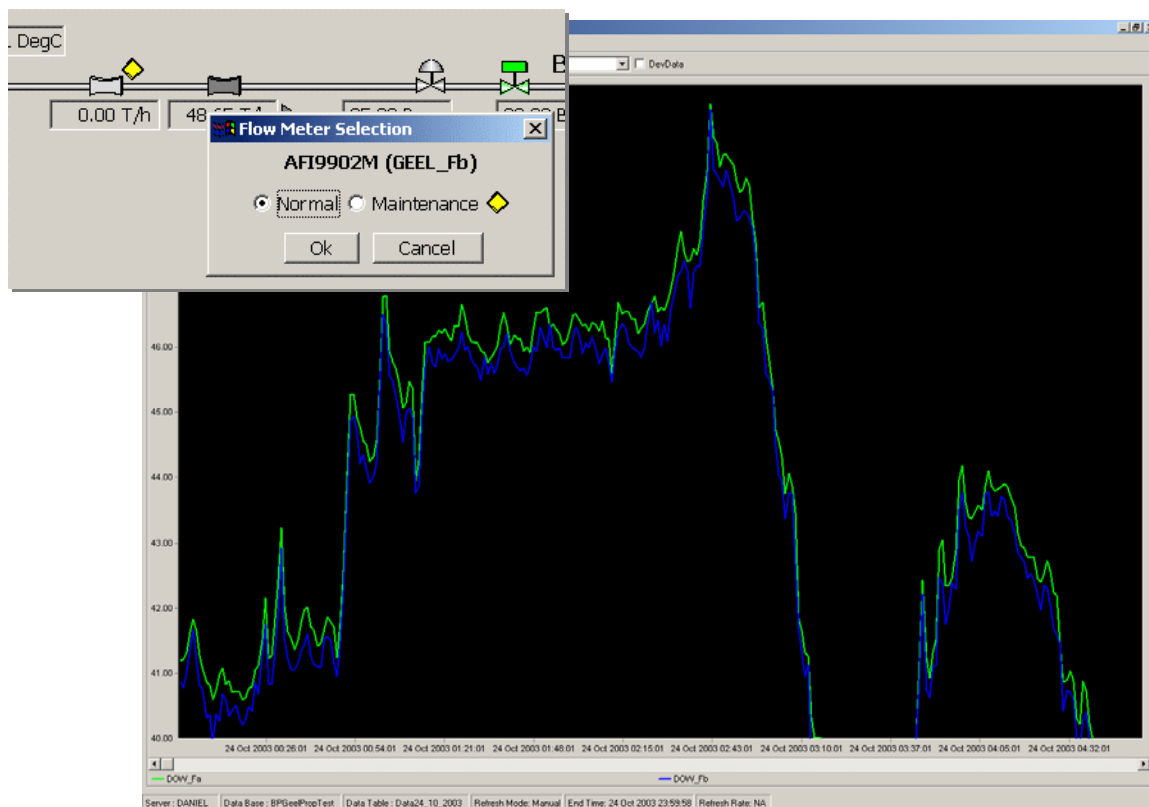 DegC
B
0.00 T/h
Flow Meter Selection
AFI9902M (GEEL_Fb)
Normal Maintenance
Ok Cancel
DevData
46.00
45.00
44.00
43.00
42.00
41.00
40.00
24 Oct 2003 00:26:01 24 Oct 2003 00:54:01 24 Oct 2003 01:21:01 24 Oct 2003 01:48:01 24 Oct 2003 02:15:01 24 Oct 2003 02:43:01 24 Oct 2003 03:10:01 24 Oct 2003 03:37:01 24 Oct 2003 04:05:01 24 Oct 2003 04:32:01
DOW_Fa DOW_Fb
Server : DANIEL Data Base : BPGeelPropTest Data Table : Data24_10_2003 Refresh Mode: Manual End Time: 24 Oct 2003 23:59:58 Refresh Rate: NA